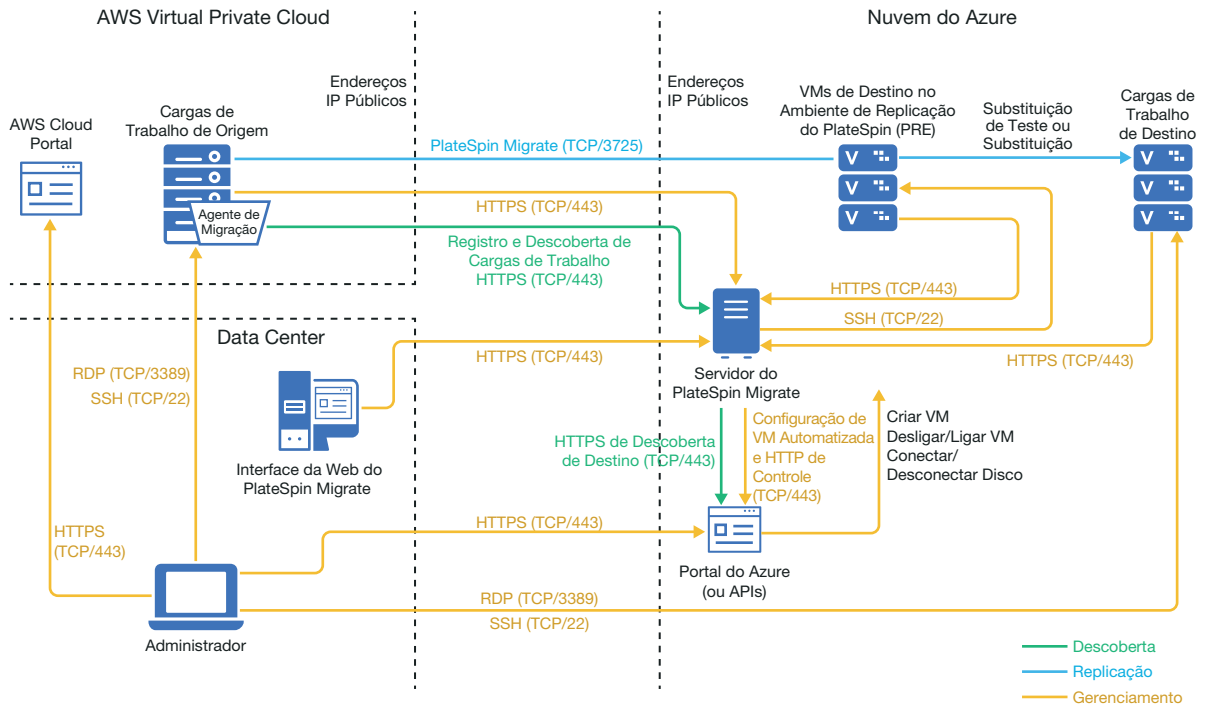 AWS Virtual Private Cloud
Nuvem do Azure
Endereços
IP Públicos
Endereços
IP Públicos
AWS Cloud
Portal
Cargas de
Trabalho de Origem
VMs de Destino no
Ambiente de Replicação
do PlateSpin (PRE)
Substituição
de Teste ou
Substituição
Cargas de
Trabalho
de Destino
PlateSpin Migrate (TCP/3725)
V
V
V
V
V
V
HTTPS (TCP/443)
Agente de
Migração
Registro e Descoberta de
Cargas de Trabalho
HTTPS (TCP/443)
HTTPS (TCP/443)
SSH (TCP/22)
HTTPS (TCP/443)
Data Center
HTTPS (TCP/443)
RDP (TCP/3389)
SSH (TCP/22)
Servidor do
PlateSpin Migrate
Interface da Web do
PlateSpin Migrate
HTTPS de Descoberta
de Destino (TCP/443)
Configuração de
VM Automatizada
e HTTP de
Controle
(TCP/443)
Criar VM
Desligar/Ligar VM
Conectar/
Desconectar Disco
HTTPS
(TCP/443)
HTTPS (TCP/443)
Portal do Azure
(ou APIs)
RDP (TCP/3389)
SSH (TCP/22)
Administrador
Descoberta
Replicação
Gerenciamento